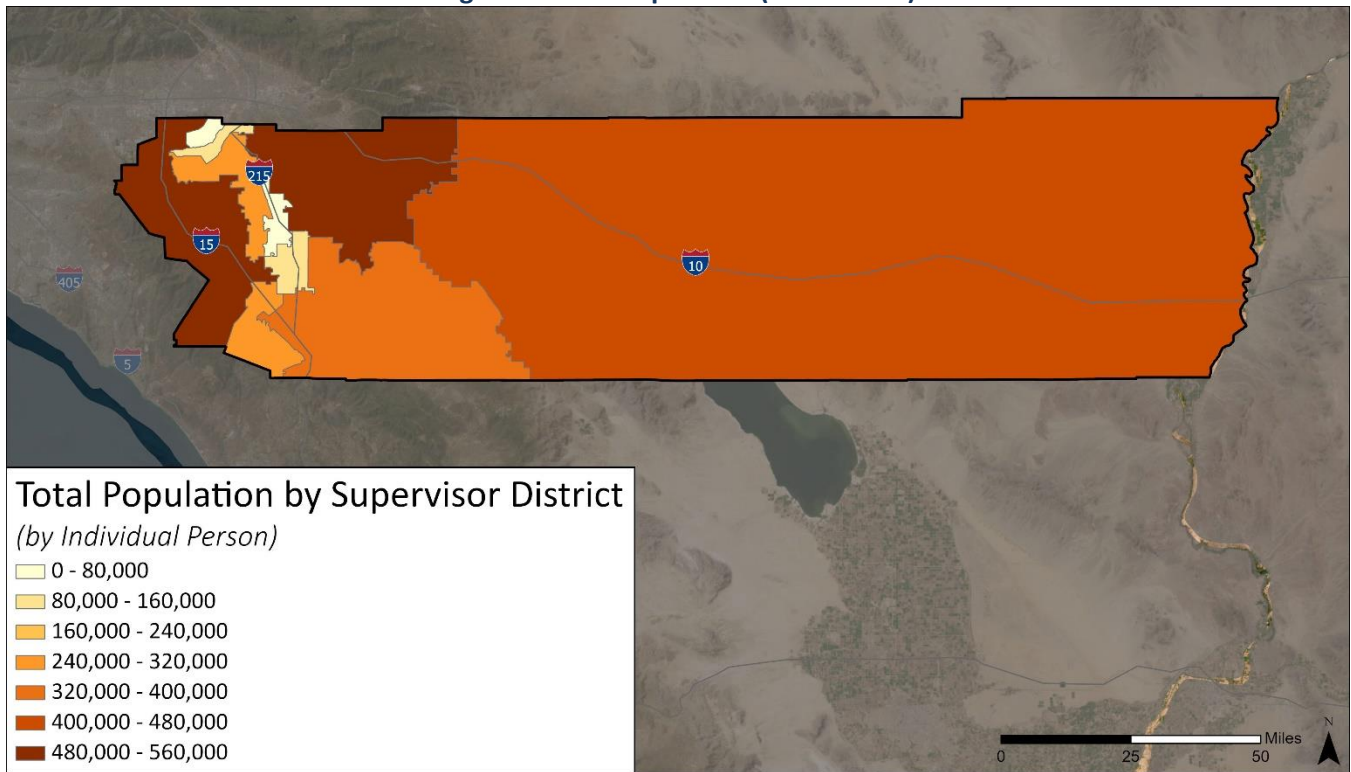 215
15
10
405
5
Total Population by Supervisor District
(by Individual Person)
0 - 80,000
80,000 - 160,000
160,000 - 240,000
240,000 - 320,000
320,000 - 400,000
400,000 - 480,000
480,000 - 560,000
N
Miles
0 25 50